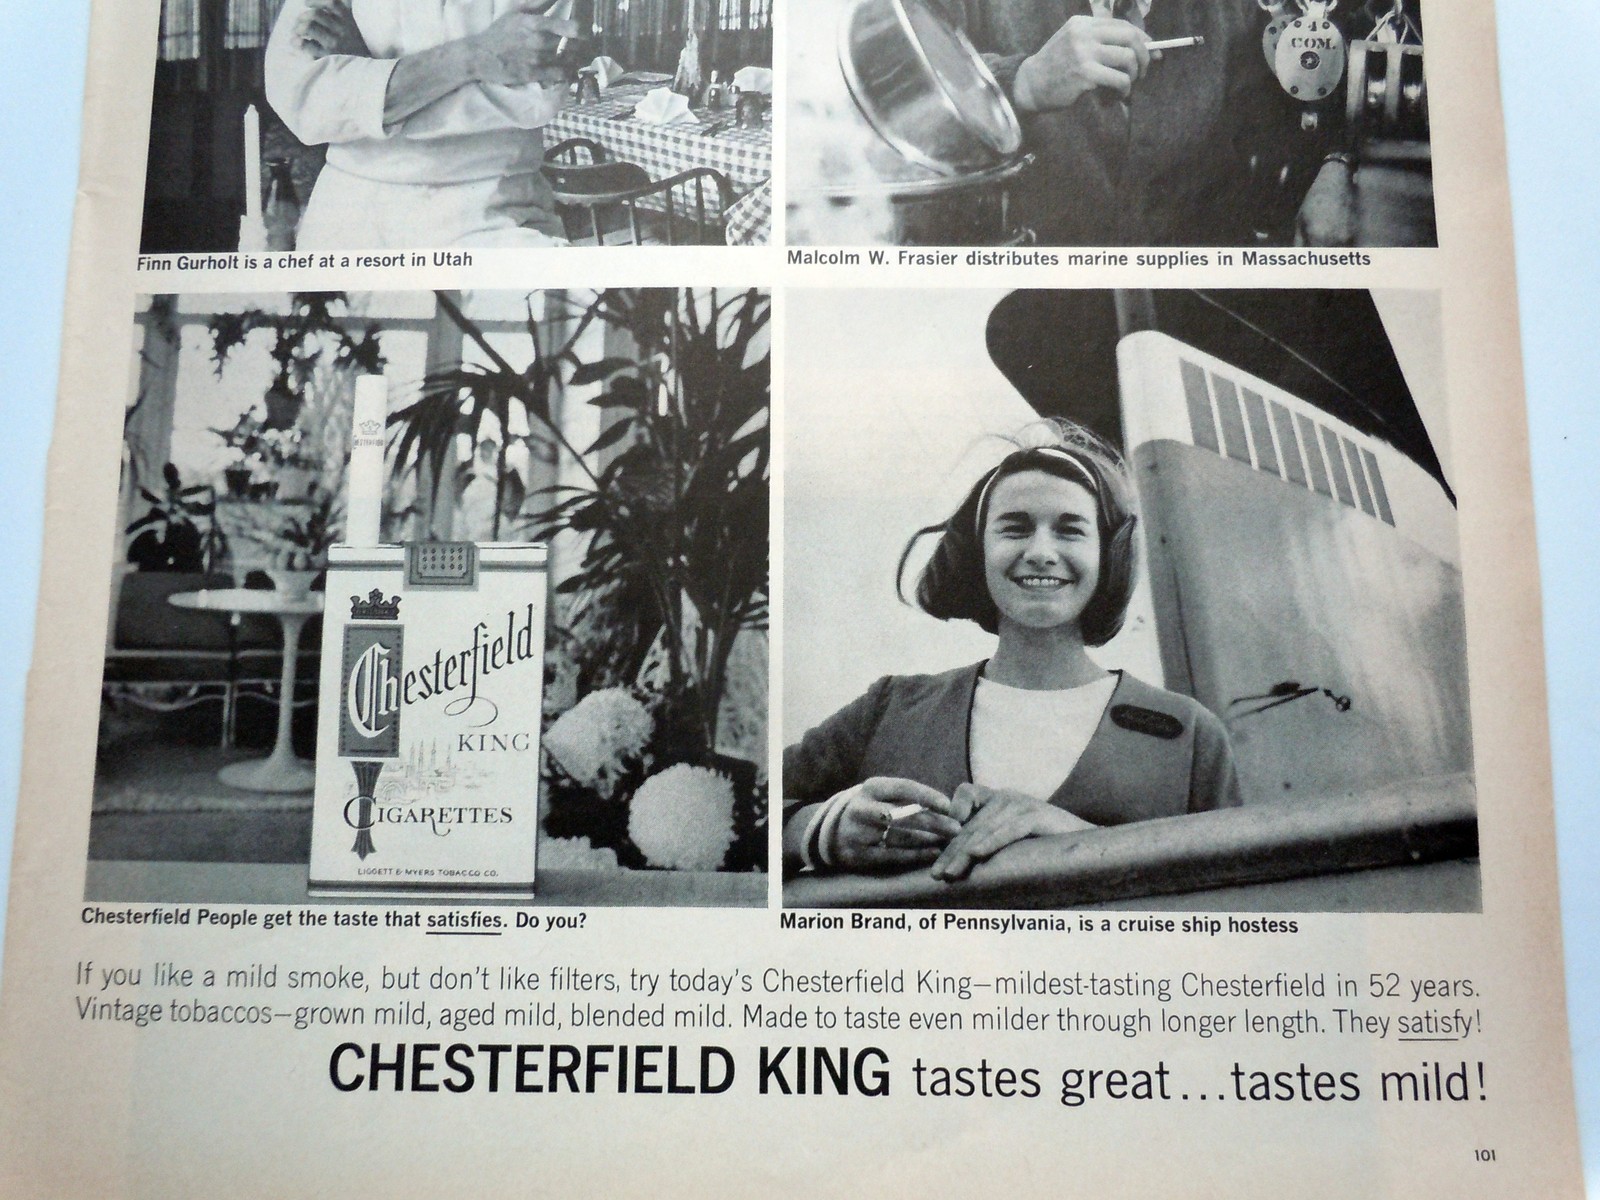 4
COM.
Finn Gurholt is a chef at a resort in Utah
Malcolm W. Frasier distributes marine supplies in Massachusetts
CHESTERFIELD
Chesterfield
KING
CIGARETTES
LIGGETT & MYERS TOBACCO CO.
Chesterfield People get the taste that satisfies. Do you?
Marion Brand, of Pennsylvania, is a cruise ship hostess
If you like a mild smoke, but don't like filters, try today's Chesterfield King—mildest-tasting Chesterfield in 52 years.
Vintage tobaccos—grown mild, aged mild, blended mild. Made to taste even milder through longer length. They satisfy!
CHESTERFIELD KING tastes great...tastes mild!
101